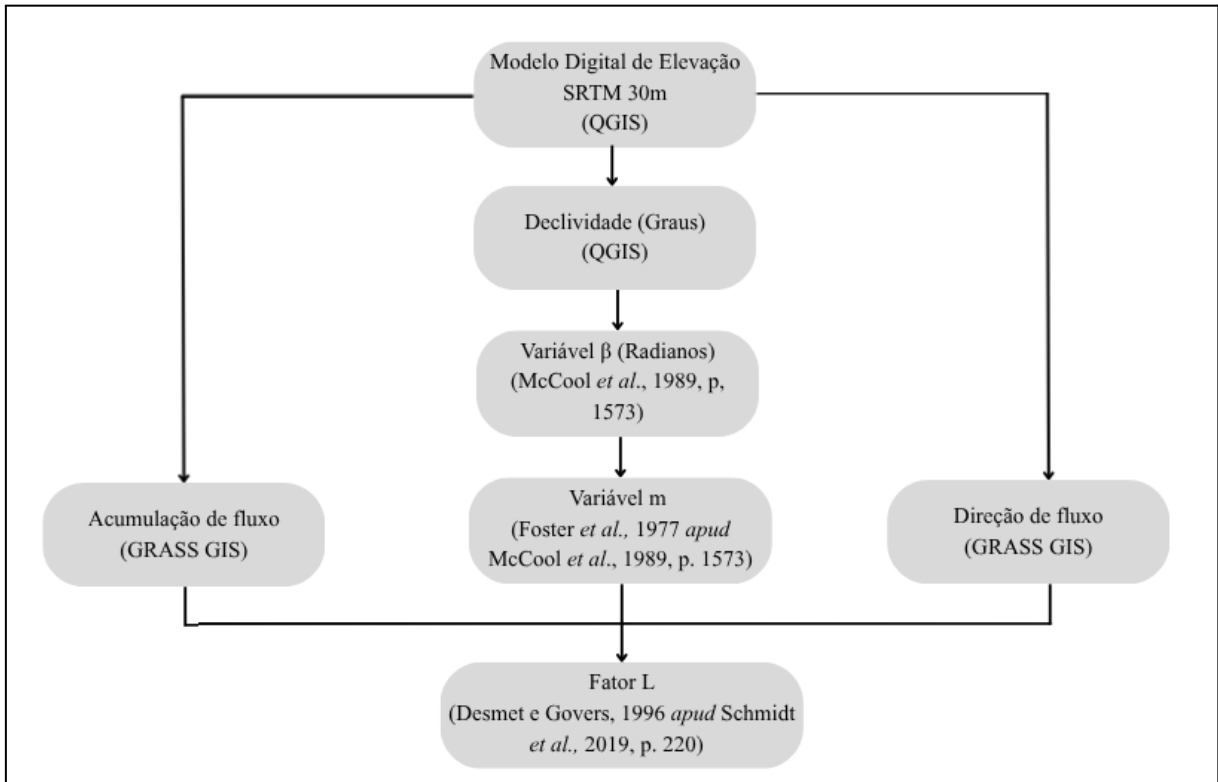 Modelo Digital de Elevação
SRTM 30m
(QGIS)
Declividade (Graus)
(QGIS)
Variável β (Radianos)
(McCool et al., 1989, p,
1573)
Acumulação de fluxo
(GRASS GIS)
Variável m
(Foster et al., 1977 apud
McCool et al., 1989, p. 1573)
Direção de fluxo
(GRASS GIS)
Fator L
(Desmet e Govers, 1996 apud Schmidt
et al., 2019, p. 220)